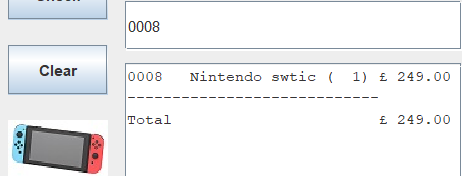 0008
Clear
0008 Nintendo swtic ( 1) £ 249.00
----------------------------
Total £ 249.00